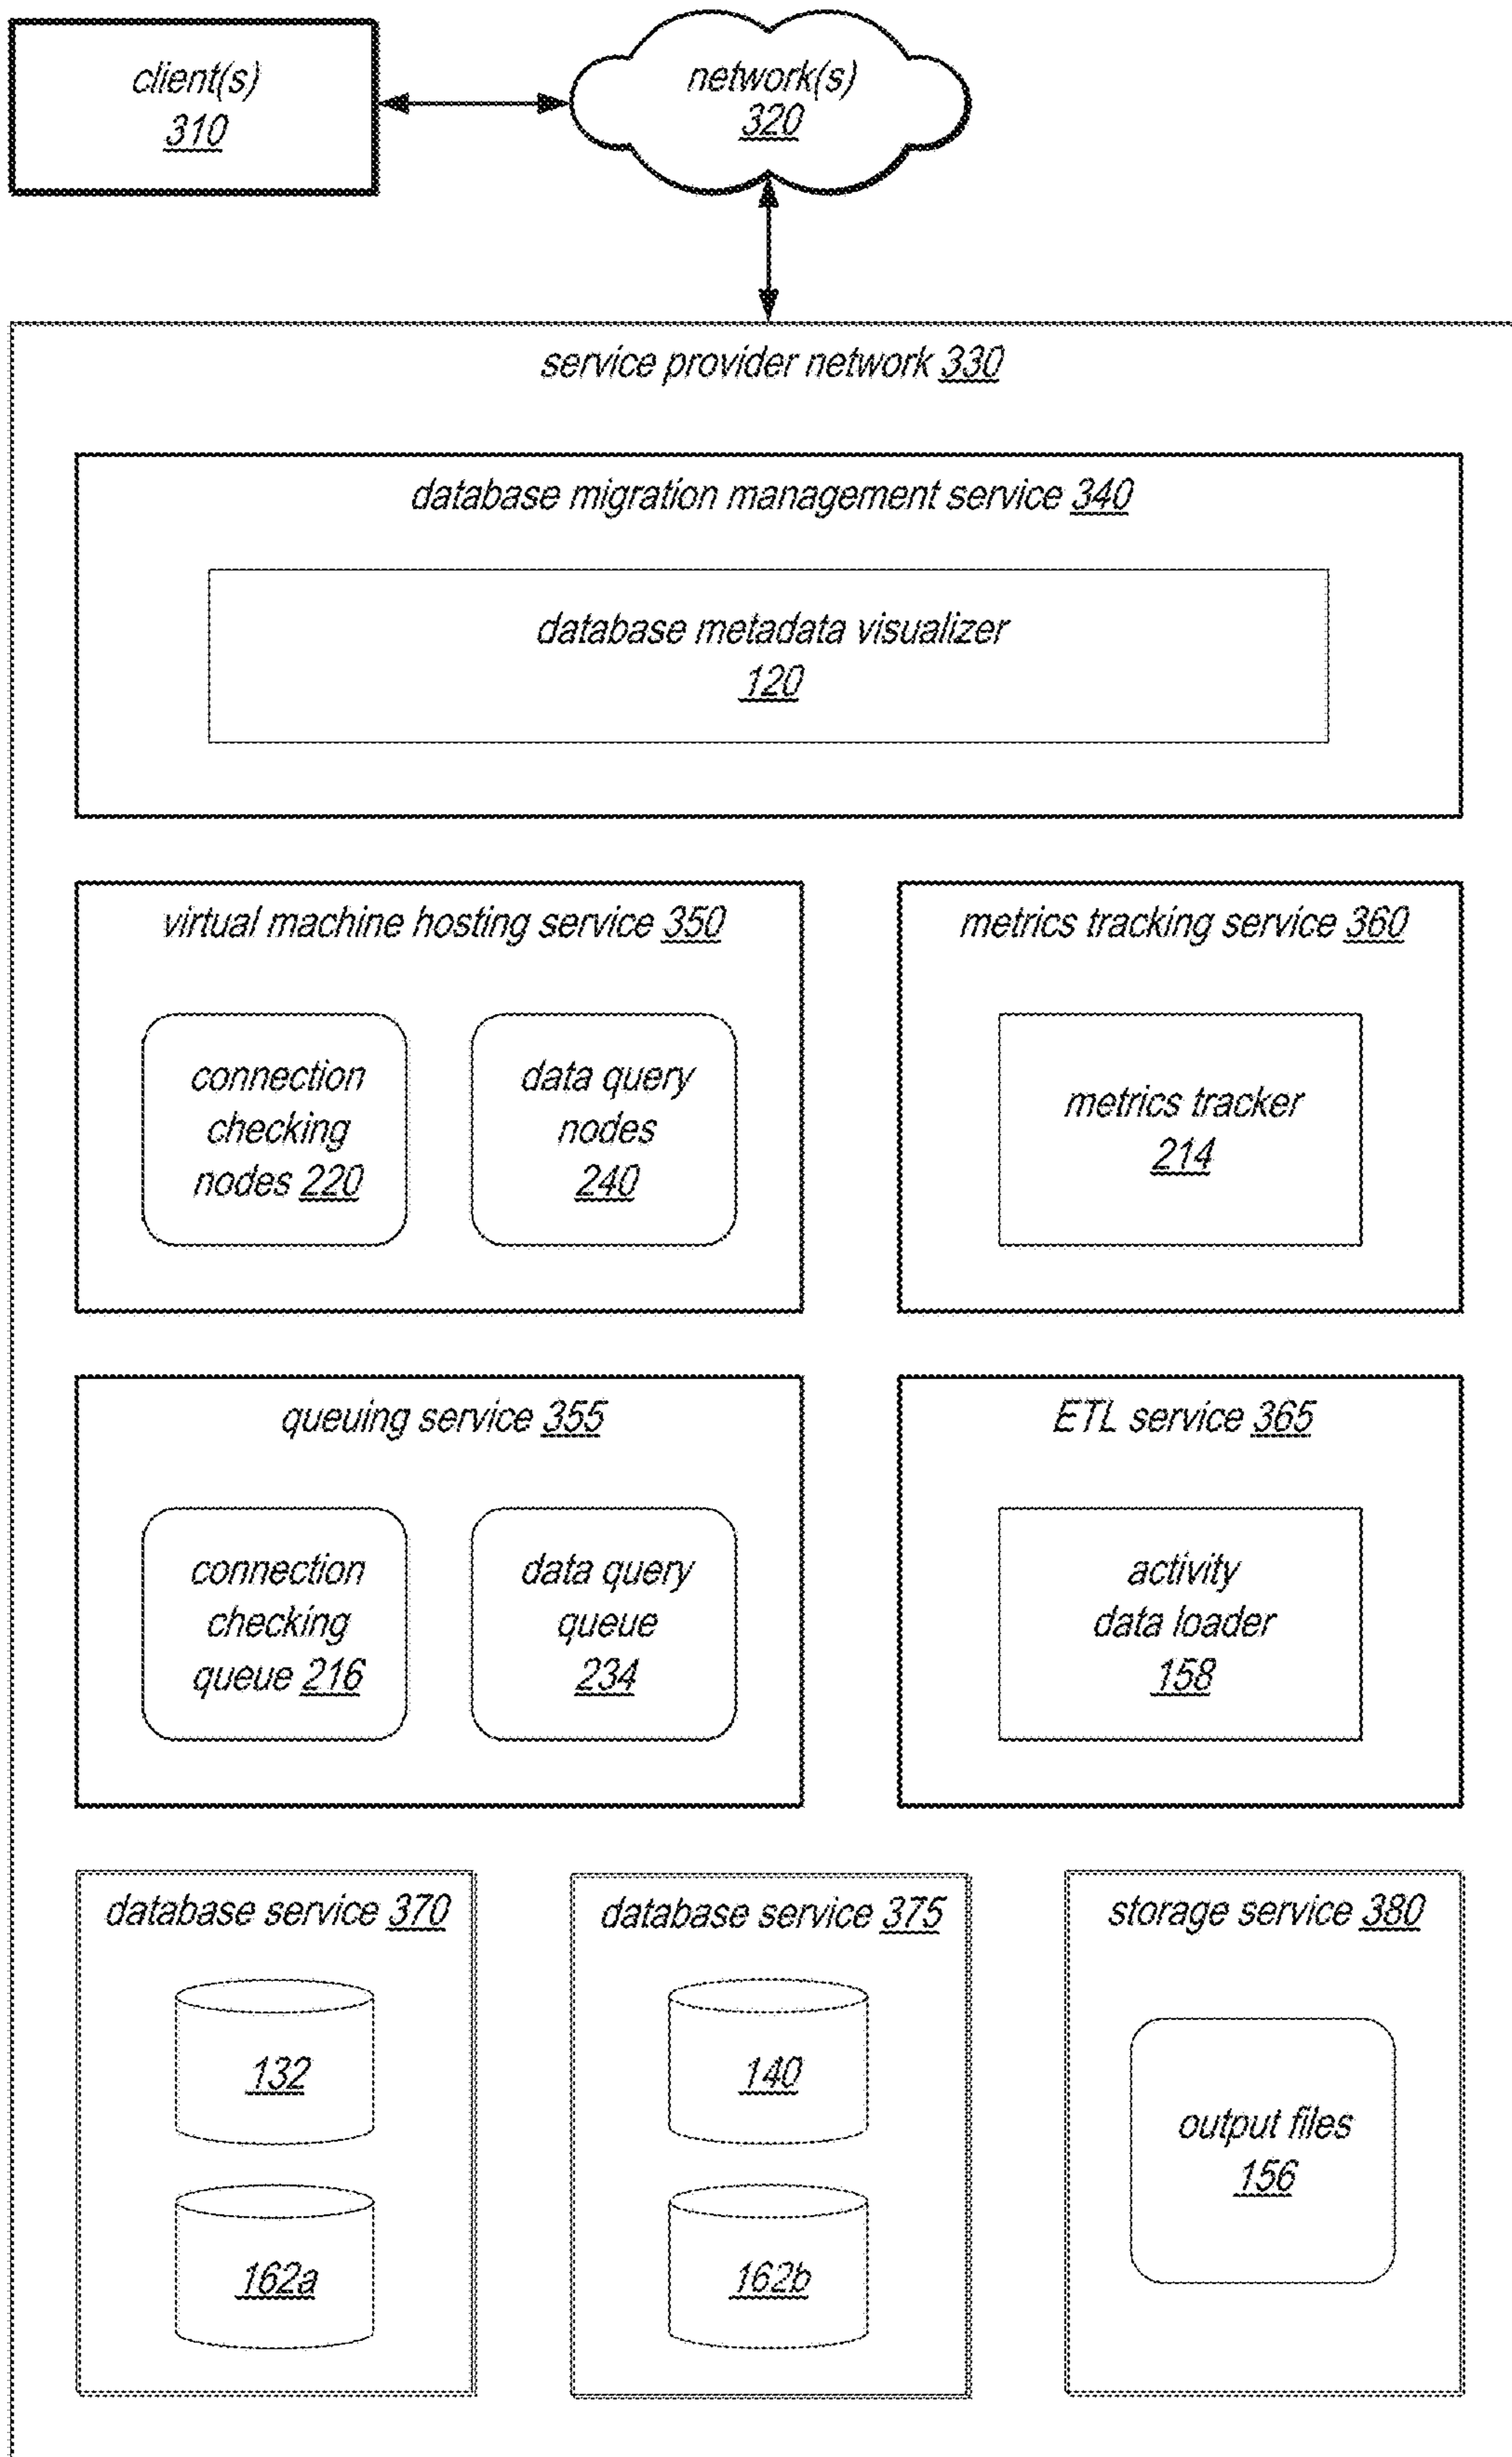 client(s)
310
network(s)
320
service provider network 330
database migration management service 340
database metadata visualizer
120
virtual machine hosting service 350
connection
checking
nodes 220
data query
nodes
240
metrics tracking service 360
metrics tracker
214
queuing service 355
connection
checking
queue 216
data query
queue
234
ETL service 365
activity
data loader
158
database service 370
132
162a
database service 375
140
162b
storage service 380
output files
156